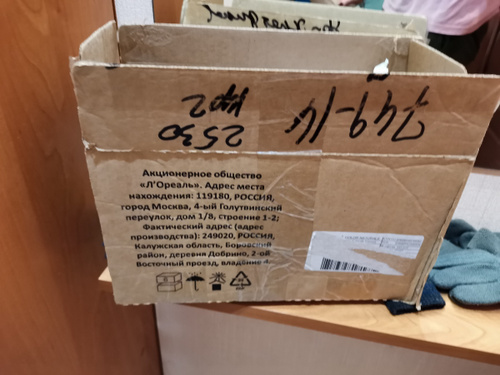 749-14
2530
КАР2
Акционерное общество
«Л'Ореаль». Адрес места
нахождения: 119180, РОССИЯ,
город Москва, 4-ый Голутвинский
переулок, дом 1/8, строение 1-2;
Фактический адрес (адрес
производства): 249020, РОССИЯ,
Калужская область, Боровский
район, деревня Добрино, 2-ой
Восточный проезд, владение